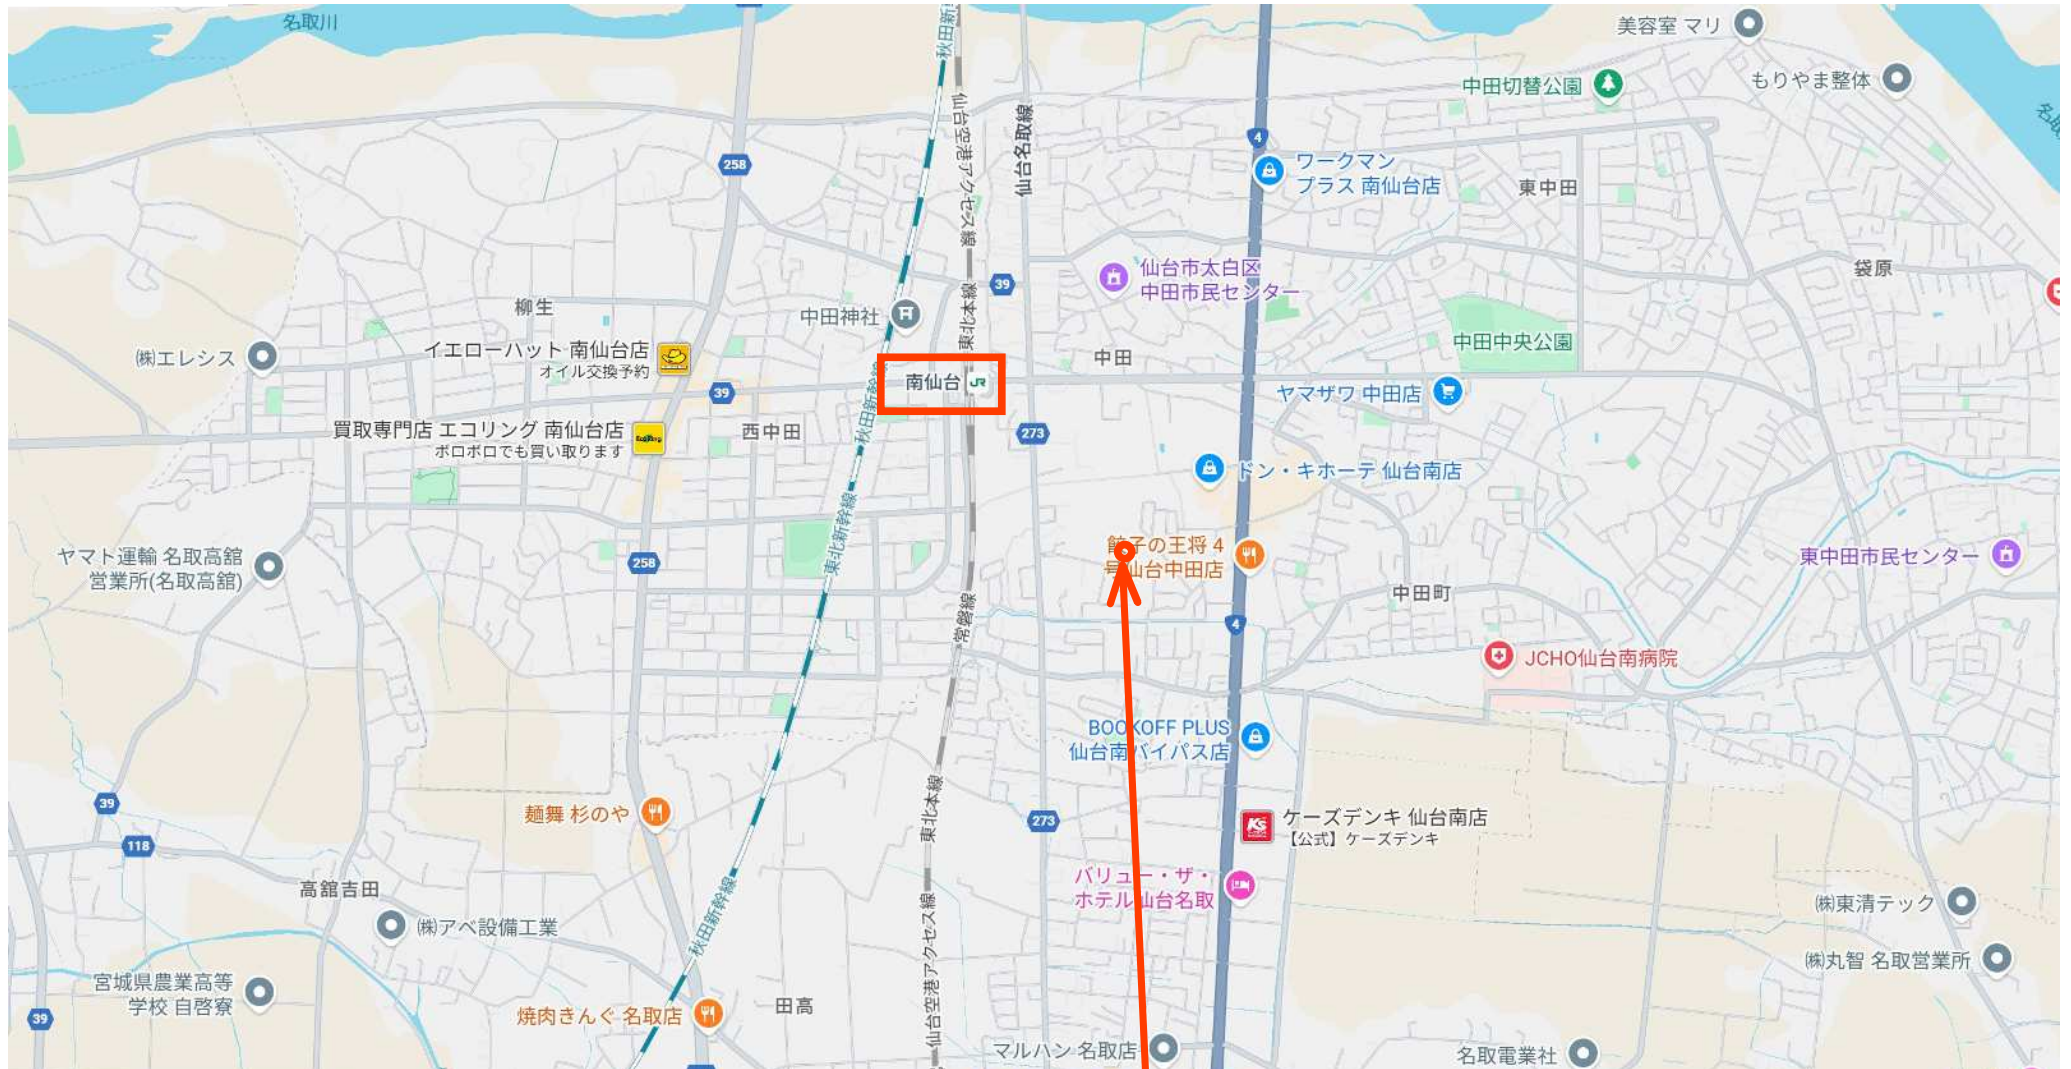 名取川
秋田新幹
美容室 マリ
もりやま整体
中田切替公園
仙台空港アクセス線
仙台名取線
4
258
ワークマン
プラス 南仙台店
東中田
仙台市太白区
中田市民センター
39
袋原
柳生
中田神社
東北本線
イエローハット 南仙台店
オイル交換予約
㈱エレシス
中田
中田中央公園
南仙台
JR
39
ヤマザワ 中田店
秋田新幹線
買取専門店 エコリング 南仙台店
ボロボロでも買い取ります
西中田
273
ドン・キホーテ 仙台南店
東北新幹線
餃子の王将 4
号仙台中田店
ヤマト運輸 名取高舘
営業所(名取高舘)
258
東中田市民センター
中田町
常磐線
4
JCHO仙台南病院
BOOKOFF PLUS
仙台南バイパス店
39
麺舞 杉のや
東北本線
273
ケーズデンキ 仙台南店
【公式】ケーズデンキ
118
高舘吉田
秋田新幹線
バリュー・ザ・
ホテル仙台名取
㈱東清テック
㈱アベ設備工業
仙台空港アクセス線
㈱丸智 名取営業所
宮城県農業高等
学校 自啓寮
39
焼肉きんぐ 名取店
田高
マルハン 名取店
名取電業社